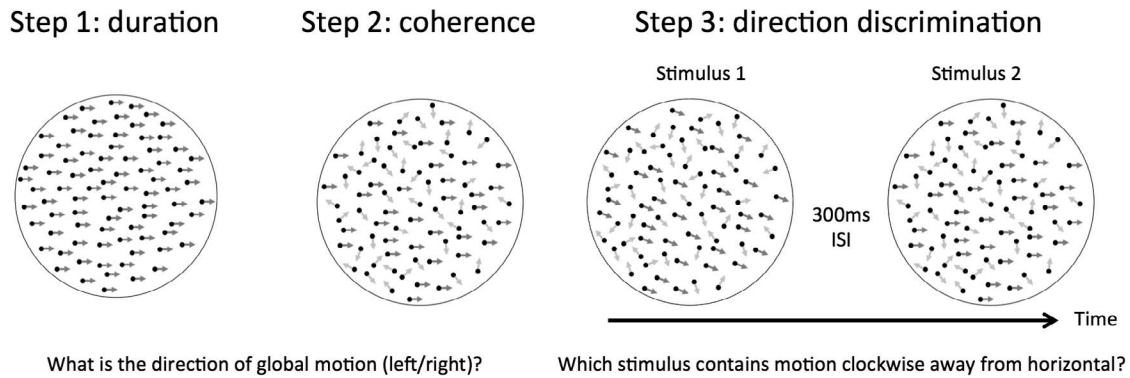 Step 1: duration
Step 2: coherence
Step 3: direction discrimination
Stimulus 1
Stimulus 2
300ms
ISI
Time
What is the direction of global motion (left/right)?
Which stimulus contains motion clockwise away from horizontal?